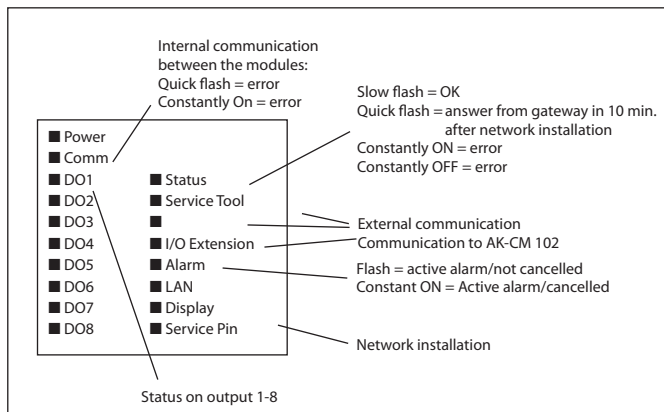 Internal communication
between the modules:
Quick flash = error
Constantly On = error
Slow flash = OK
Quick flash = answer from gateway in 10 min.
after network installation
Constantly ON = error
Constantly OFF = error
Power
Comm
DO1
DO2
DO3
DO4
DO5
DO6
DO7
DO8
Status
Service Tool
I/O Extension
Alarm
LAN
Display
Service Pin
External communication
Communication to AK-CM 102
Flash = active alarm/not cancelled
Constant ON = Active alarm/cancelled
Network installation
Status on output 1-8